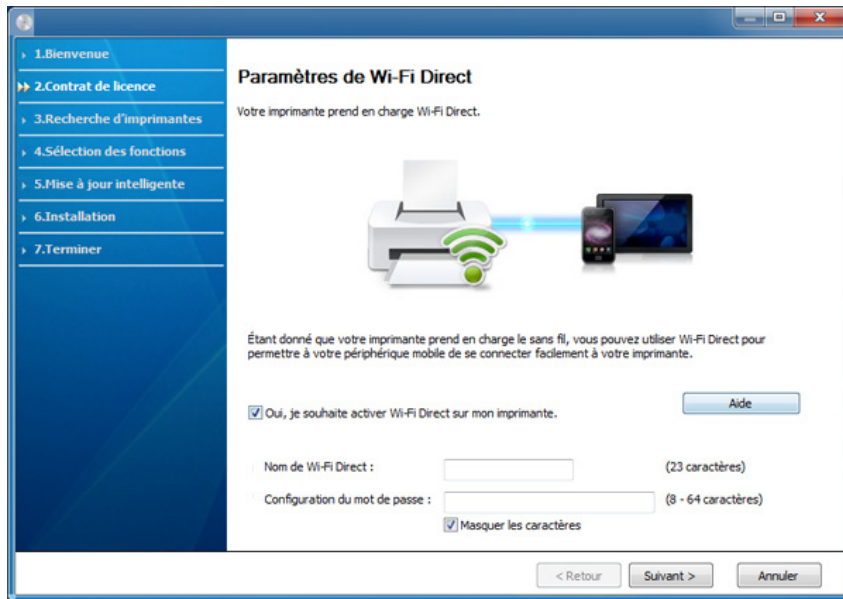 1.Bienvenue
2.Contrat de licence
3.Recherche d'imprimantes
4.Sélection des fonctions
5.Mise à jour intelligente
6.Installation
7.Terminer
Paramètres de Wi-Fi Direct
Votre imprimante prend en charge Wi-Fi Direct.
Étant donné que votre imprimante prend en charge le sans fil, vous pouvez utiliser Wi-Fi Direct pour
permettre à votre périphérique mobile de se connecter facilement à votre imprimante.
Aide
Oui, je souhaite activer Wi-Fi Direct sur mon imprimante.
Nom de Wi-Fi Direct : (23 caractères)
Configuration du mot de passe : (8 - 64 caractères)
Masquer les caractères
< Retour Suivant > Annuler